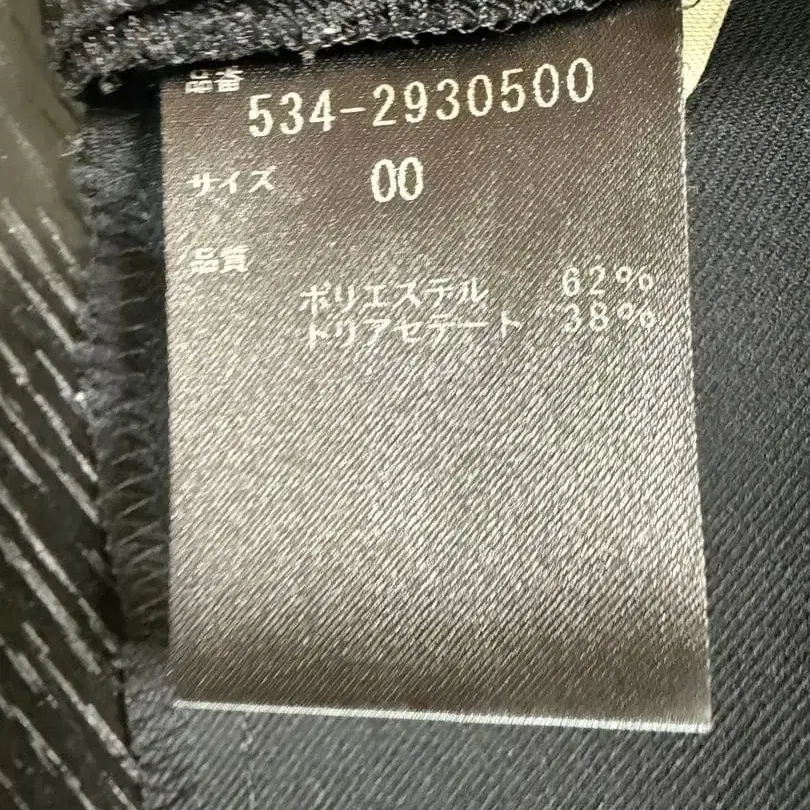 品番
534-2930500
サイズ 00
品質
ポリエステル 62%
トリアセテート 38%